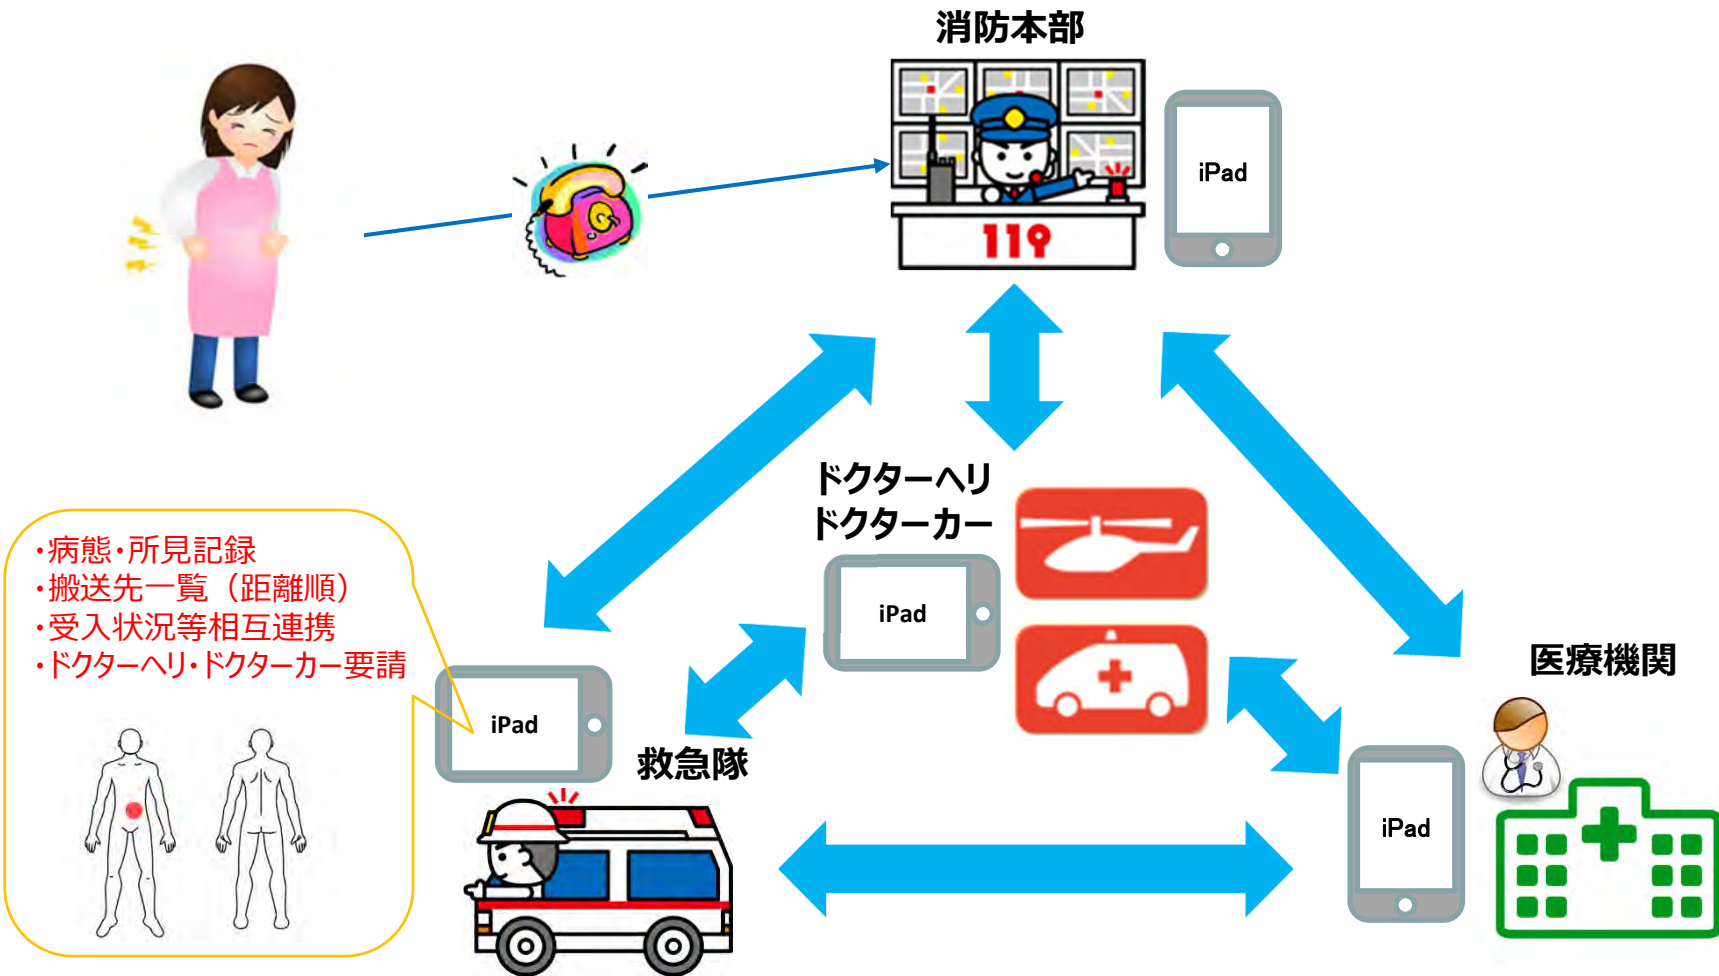 消防本部
iPad
119
ドクターヘリ
ドクターカー
iPad
・病態・所見記録
・搬送先一覧（距離順）
・受入状況等相互連携
・ドクターヘリ・ドクターカー要請
iPad
救急隊
医療機関
iPad